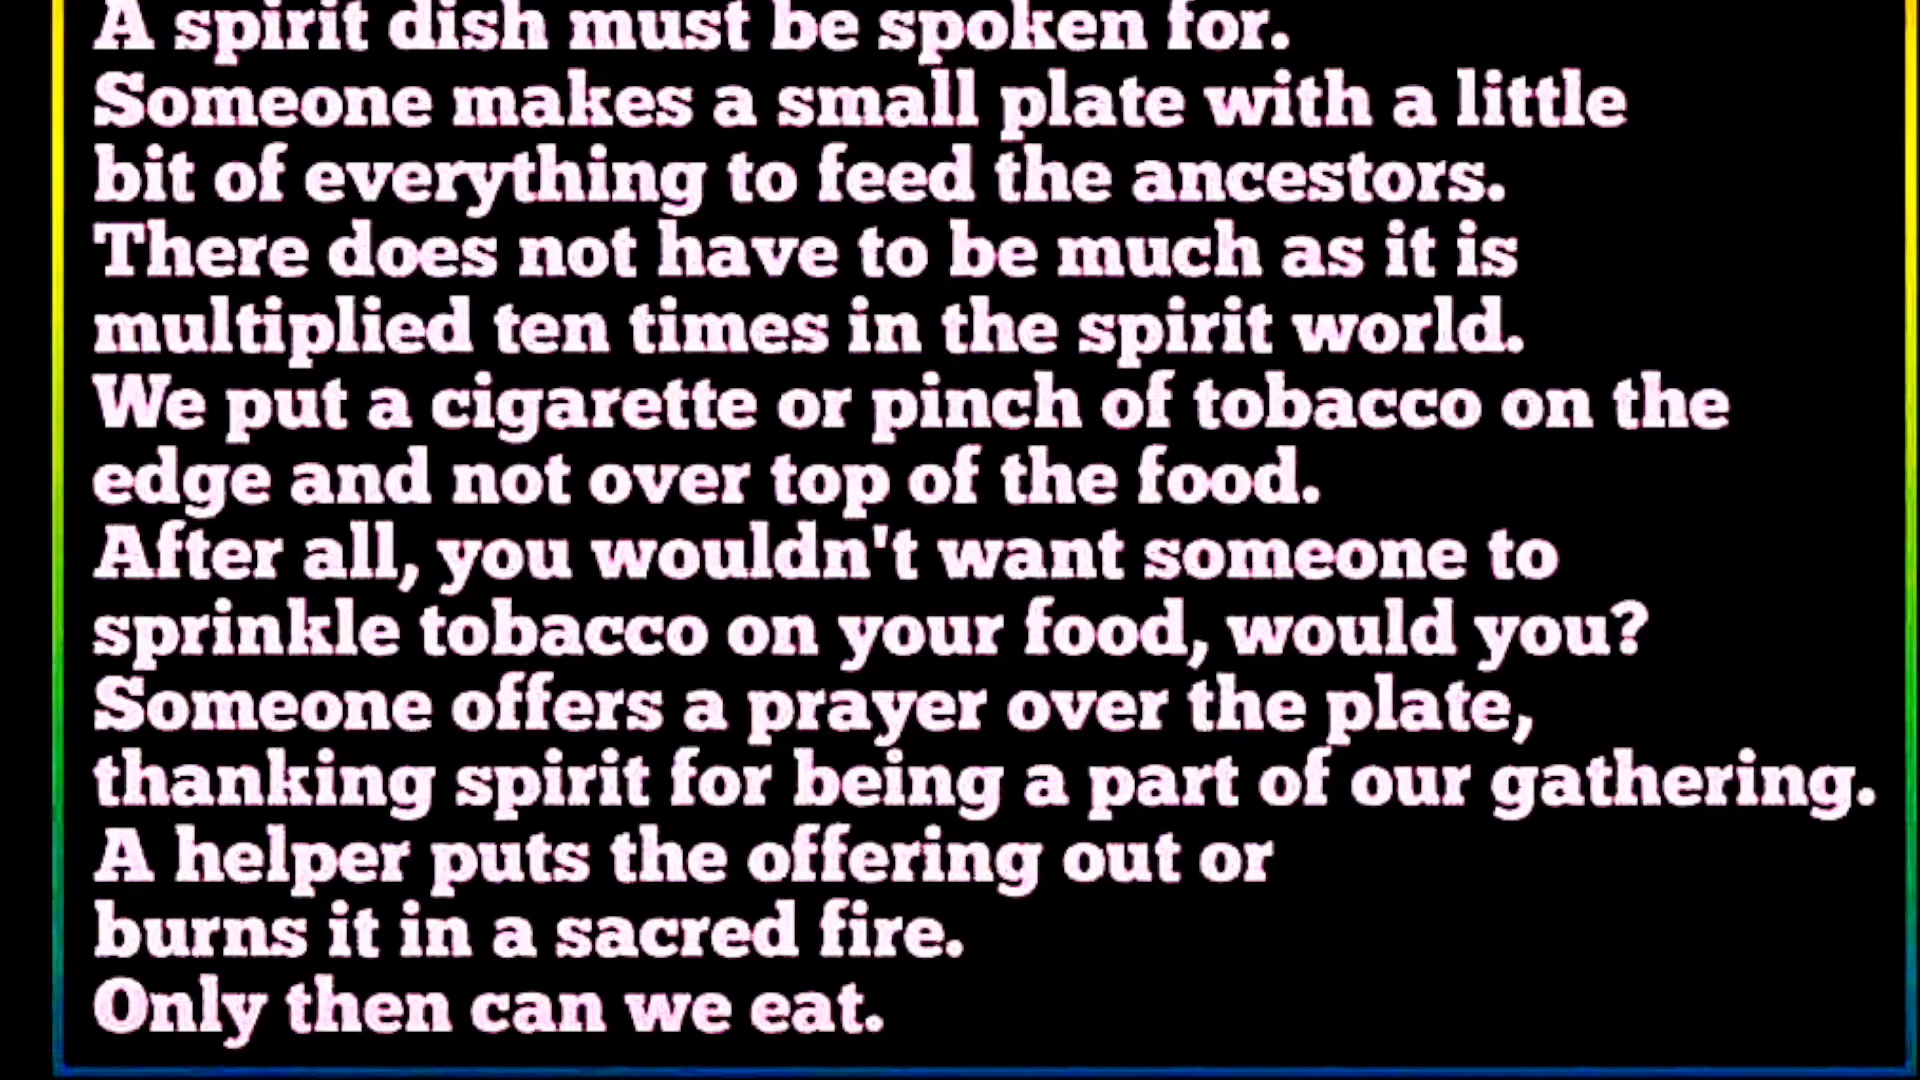 A spirit dish must be spoken for.
Someone makes a small plate with a little
bit of everything to feed the ancestors.
There does not have to be much as it is
multiplied ten times in the spirit world.
We put a cigarette or pinch of tobacco on the
edge and not over top of the food.
After all, you wouldn't want someone to
sprinkle tobacco on your food, would you?
Someone offers a prayer over the plate,
thanking spirit for being a part of our gathering.
A helper puts the offering out or
burns it in a sacred fire.
Only then can we eat.